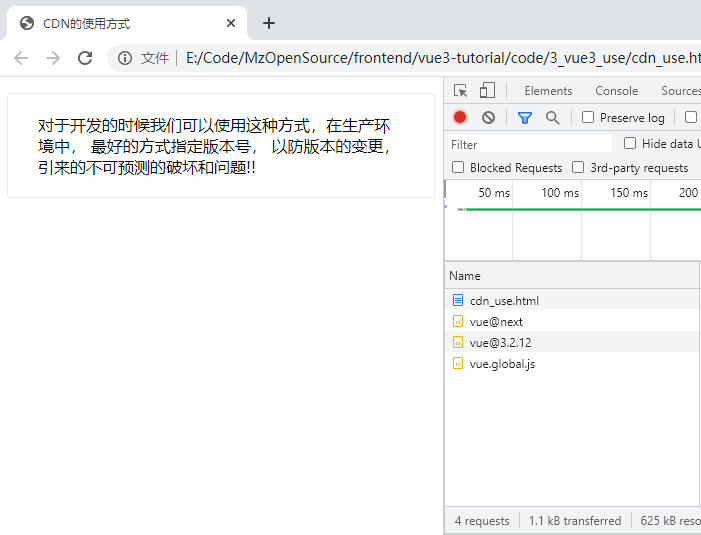 CDN的使用方式
文件 E:/Code/MzOpenSource/frontend/vue3-tutorial/code/3_vue3_use/cdn_use.ht
对于开发的时候我们可以使用这种方式，在生产环
境中， 最好的方式指定版本号， 以防版本的变更，
引来的不可预测的破坏和问题!!
Elements Console Sources
Preserve log
Filter Hide data U
Blocked Requests 3rd-party requests
50 ms 100 ms 150 ms 200
Name
cdn_use.html
vue@next
vue@3.2.12
vue.global.js
4 requests 1.1 kB transferred 625 kB reso